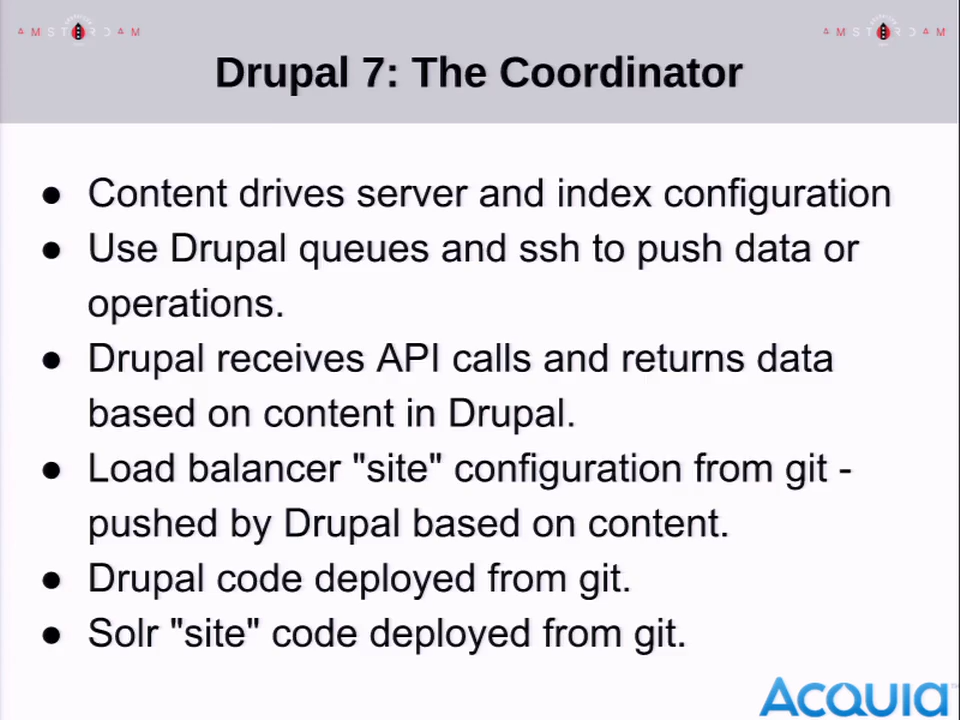 AMSTERDAM AMSTERDAM
Drupal 7: The Coordinator
● Content drives server and index configuration
● Use Drupal queues and ssh to push data or
operations.
● Drupal receives API calls and returns data
based on content in Drupal.
● Load balancer "site" configuration from git -
pushed by Drupal based on content.
● Drupal code deployed from git.
● Solr "site" code deployed from git.
ACQUIA